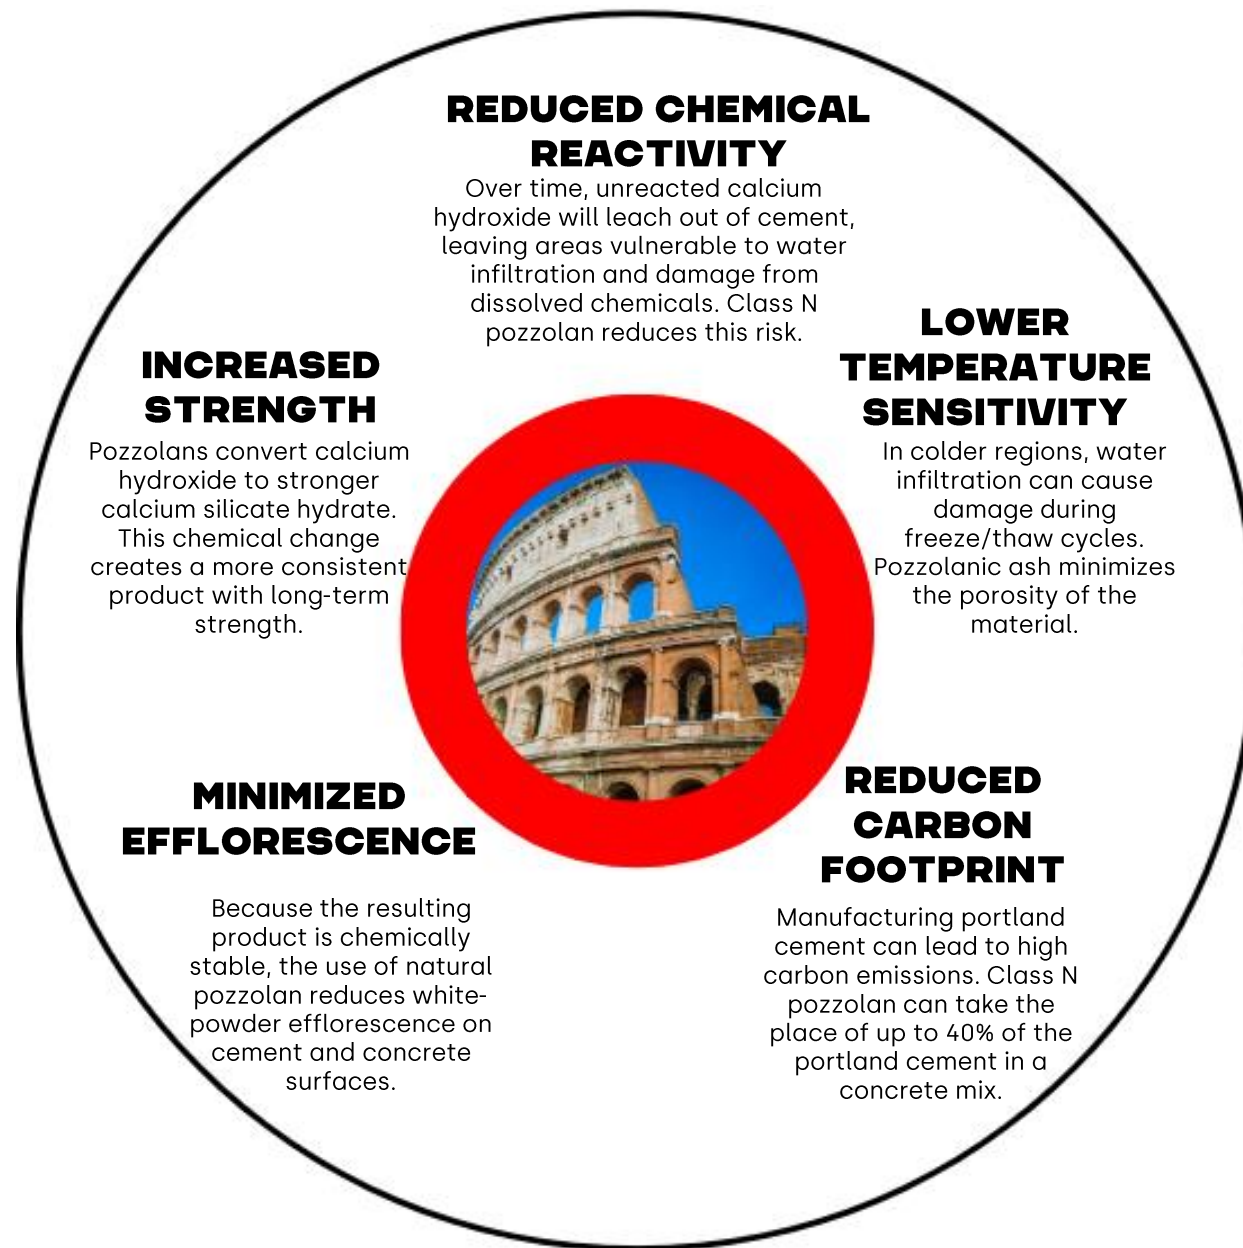 REDUCED CHEMICAL
REACTIVITY
Over time, unreacted calcium
hydroxide will leach out of cement,
leaving areas vulnerable to water
infiltration and damage from
dissolved chemicals. Class N
pozzolan reduces this risk.
LOWER
TEMPERATURE
SENSITIVITY
In colder regions, water
infiltration can cause
damage during
freeze/thaw cycles.
Pozzolanic ash minimizes
the porosity of the
material.
INCREASED
STRENGTH
Pozzolans convert calcium
hydroxide to stronger
calcium silicate hydrate.
This chemical change
creates a more consistent
product with long-term
strength.
MINIMIZED
EFFLORESCENCE
Because the resulting
product is chemically
stable, the use of natural
pozzolan reduces white-
powder efflorescence on
cement and concrete
surfaces.
REDUCED
CARBON
FOOTPRINT
Manufacturing portland
cement can lead to high
carbon emissions. Class N
pozzolan can take the
place of up to 40% of the
portland cement in a
concrete mix.